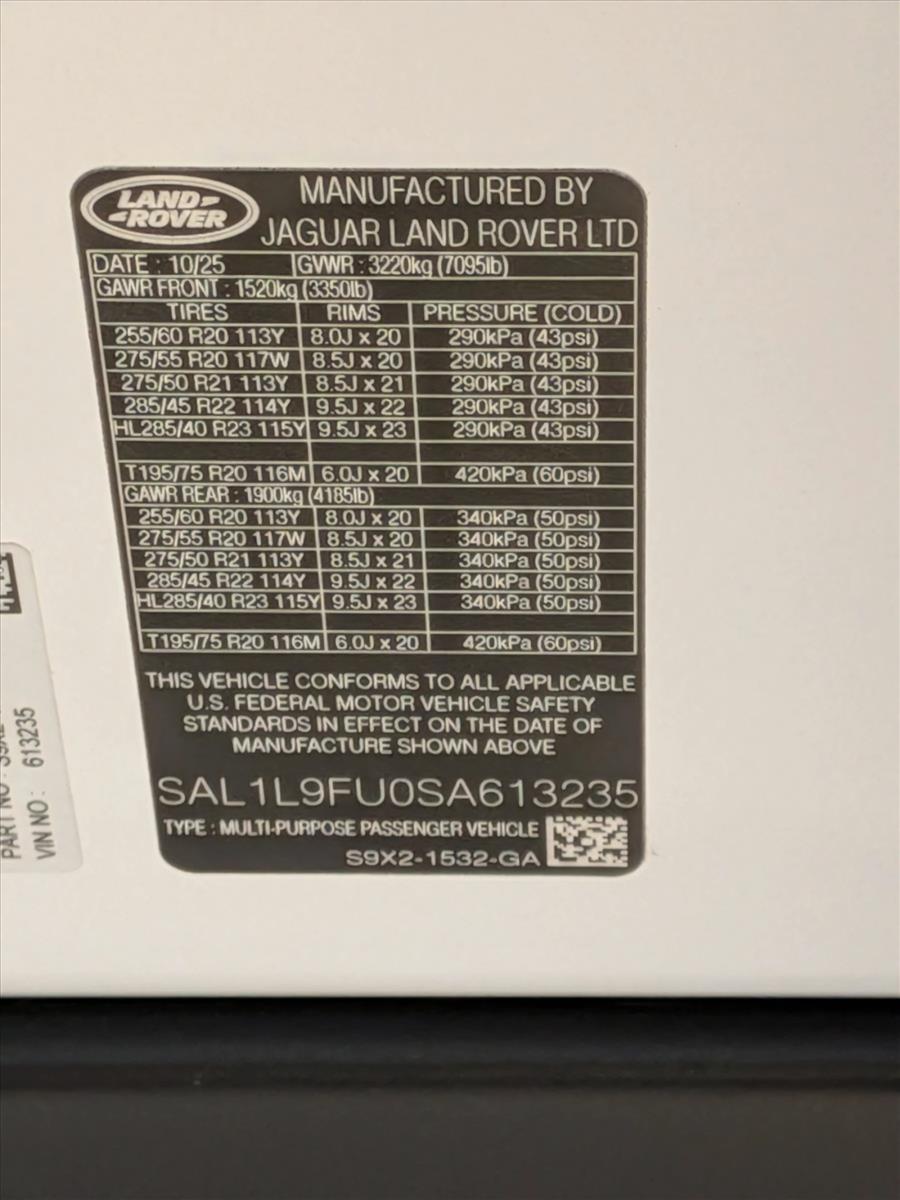 LAND ROVER
MANUFACTURED BY
JAGUAR LAND ROVER LTD
DATE : 10/25 GVWR : 3220kg (7095lb)
GAWR FRONT : 1520kg (3350lb)
TIRES RIMS PRESSURE (COLD)
255/60 R20 113Y 8.0J x 20 290kPa (43psi)
275/55 R20 117W 8.5J x 20 290kPa (43psi)
275/50 R21 113Y 8.5J x 21 290kPa (43psi)
285/45 R22 114Y 9.5J x 22 290kPa (43psi)
HL285/40 R23 115Y 9.5J x 23 290kPa (43psi)
T195/75 R20 116M 6.0J x 20 420kPa (60psi)
GAWR REAR : 1900kg (4185lb)
255/60 R20 113Y 8.0J x 20 340kPa (50psi)
275/55 R20 117W 8.5J x 20 340kPa (50psi)
275/50 R21 113Y 8.5J x 21 340kPa (50psi)
285/45 R22 114Y 9.5J x 22 340kPa (50psi)
HL285/40 R23 115Y 9.5J x 23 340kPa (50psi)
T195/75 R20 116M 6.0J x 20 420kPa (60psi)
THIS VEHICLE CONFORMS TO ALL APPLICABLE
U.S. FEDERAL MOTOR VEHICLE SAFETY
STANDARDS IN EFFECT ON THE DATE OF
MANUFACTURE SHOWN ABOVE
SAL1L9FU0SA613235
TYPE : MULTI-PURPOSE PASSENGER VEHICLE
S9X2-1532-GA
PART NO :
VIN NO : 613235